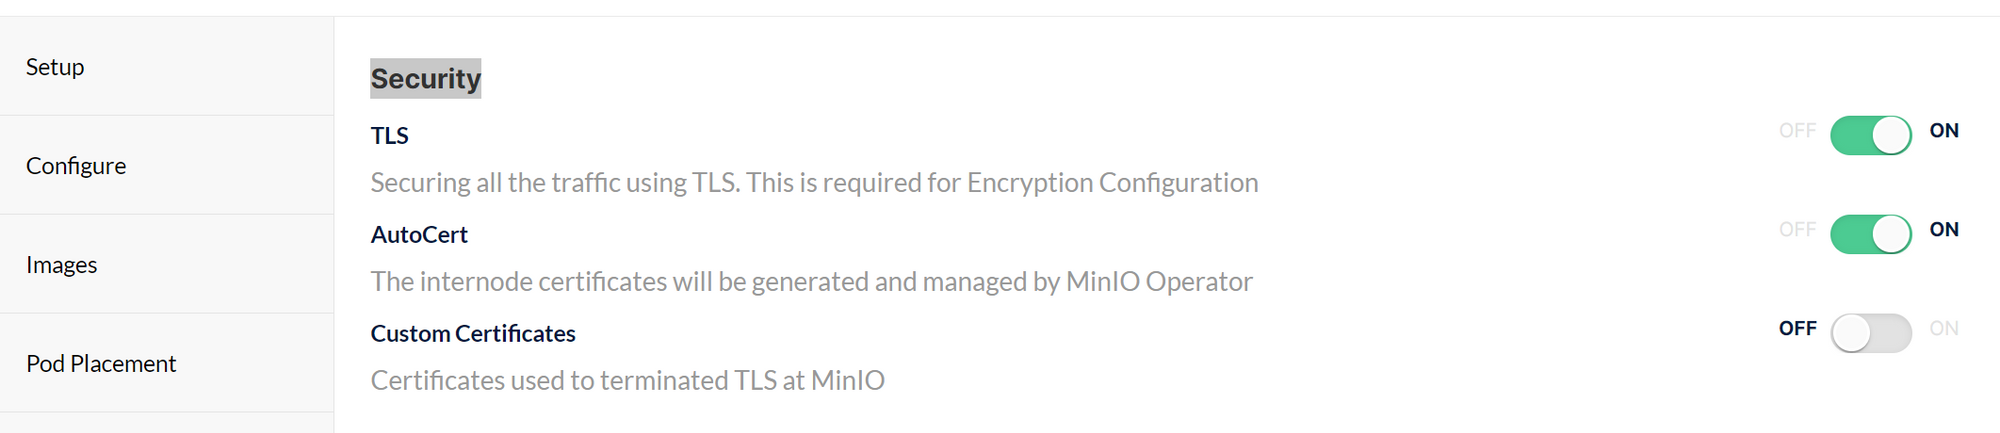 Setup
Configure
Images
Pod Placement
Security
TLS
OFF ON
Securing all the traffic using TLS. This is required for Encryption Configuration
AutoCert
OFF ON
The internode certificates will be generated and managed by MinIO Operator
Custom Certificates
OFF ON
Certificates used to terminated TLS at MinIO